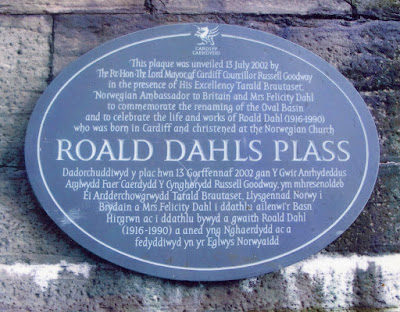 CARDIFF
CAERDYDD
This plaque was unveiled 13 July 2002 by
The Rt. Hon. The Lord Mayor of Cardiff Councillor Russell Goodway
in the presence of His Excellency Tarald Brautaset,
Norwegian Ambassador to Britain and Mrs Felicity Dahl
to commemorate the renaming of the Oval Basin
and to celebrate the life and works of Roald Dahl (1916-1990)
who was born in Cardiff and christened at the Norwegian Church
ROALD DAHLS PLASS
Dadorchuddiwyd y plac hwn 13 Gorffennaf 2002 gan Y Gwir Anrhydeddus
Arglwydd Faer Caerdydd Y Cynghorydd Russell Goodway, ym mhresenoldeb
Ei Ardderchowgrwydd Tarald Brautaset, Llysgennad Norwy i
Brydain a Mrs Felicity Dahl i ddathlu ailenwi'r Basn
Hirgrwn ac i ddathlu bywyd a gwaith Roald Dahl
(1916-1990) a aned yng Nghaerdydd ac a
fedyddiwyd yn yr Eglwys Norwyaidd